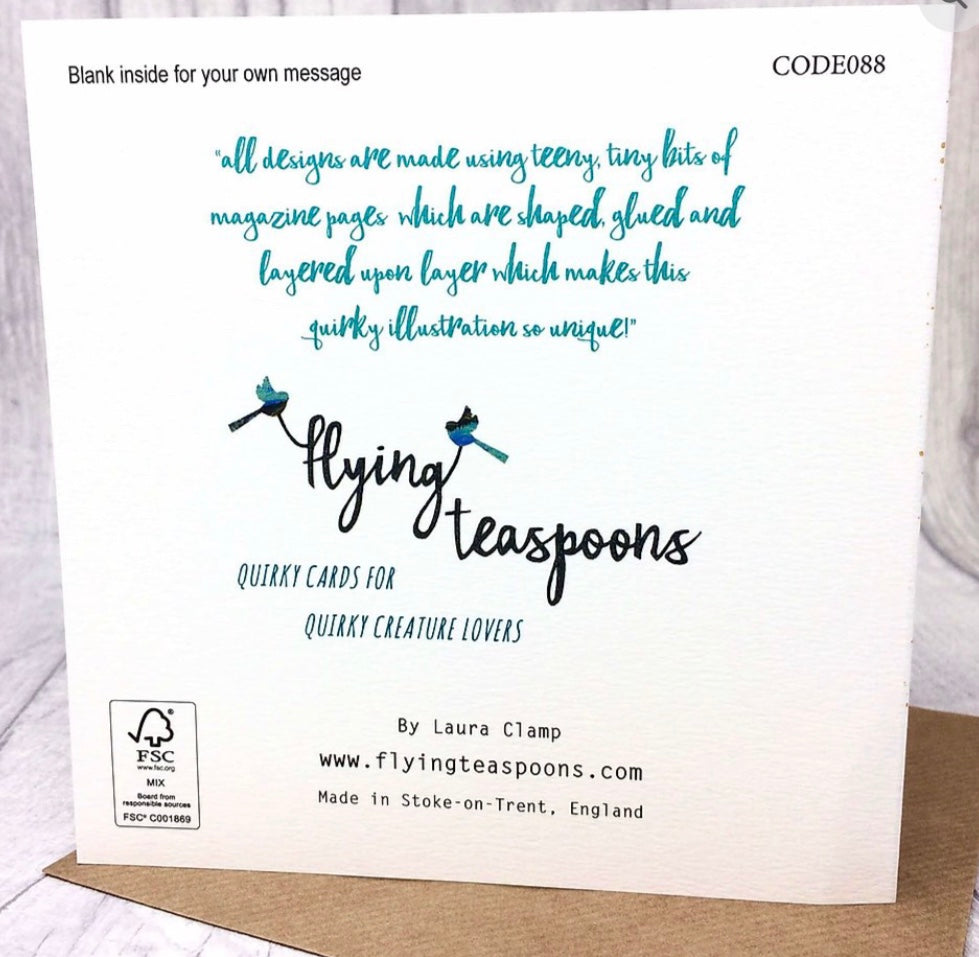 Blank inside for your own message
CODE088
"all designs are made using teeny, tiny bits of
magazine pages which are shaped, glued and
layered upon layer which makes this
quirky illustration so unique!"
flying
teaspoons
QUIRKY CARDS FOR
QUIRKY CREATURE LOVERS
By Laura Clamp
www.flyingteaspoons.com
Made in Stoke-on-Trent, England
®
FSC
www.fsc.org
MIX
Board from
responsible sources
FSC® C001869